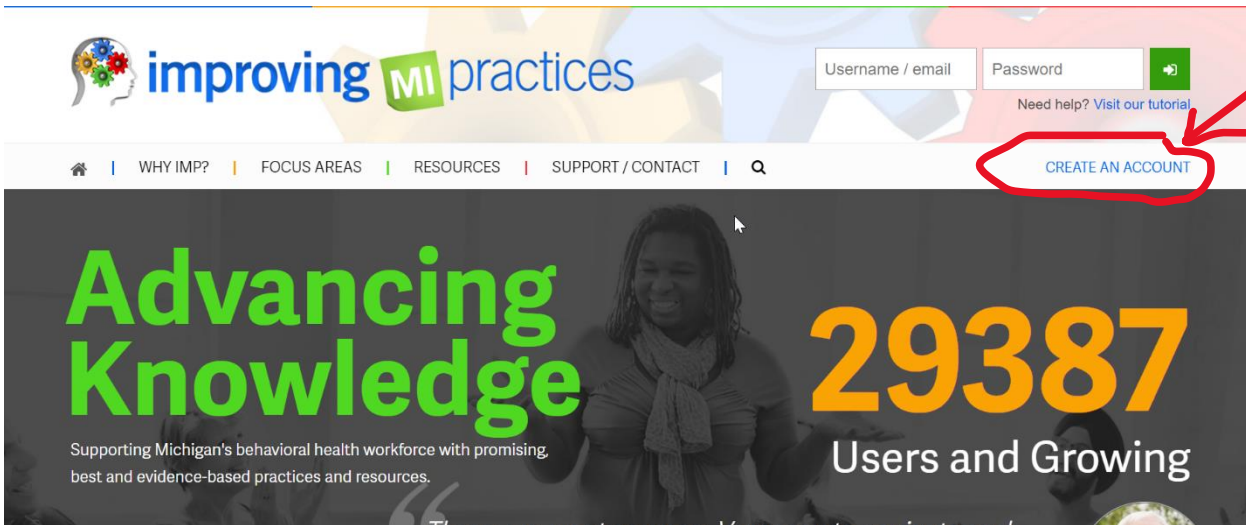 improving MI practices
Username / email
Password
Need help? Visit our tutorial
WHY IMP? | FOCUS AREAS | RESOURCES | SUPPORT / CONTACT |
CREATE AN ACCOUNT
Advancing
Knowledge
Supporting Michigan's behavioral health workforce with promising,
best and evidence-based practices and resources.
29387
Users and Growing